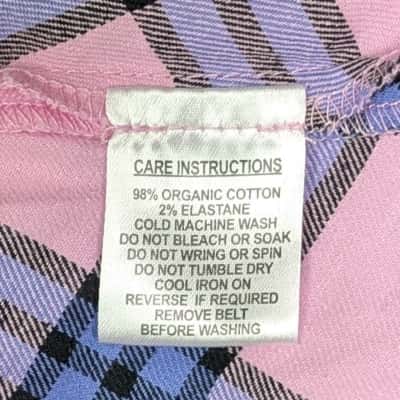 CARE INSTRUCTIONS
98% ORGANIC COTTON
2% ELASTANE
COLD MACHINE WASH
DO NOT BLEACH OR SOAK
DO NOT WRING OR SPIN
DO NOT TUMBLE DRY
COOL IRON ON
REVERSE IF REQUIRED
REMOVE BELT
BEFORE WASHING